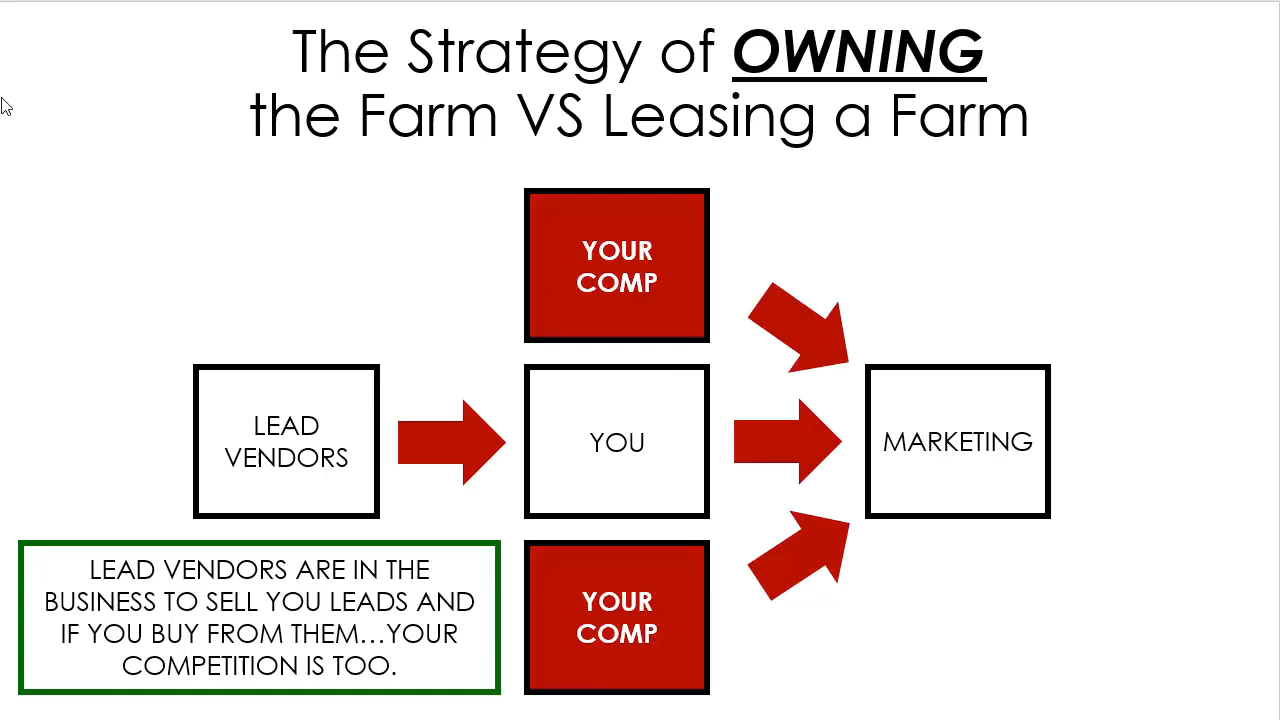 The Strategy of OWNING
the Farm VS Leasing a Farm
YOUR
COMP
LEAD
VENDORS
YOU
MARKETING
LEAD VENDORS ARE IN THE
BUSINESS TO SELL YOU LEADS AND
IF YOU BUY FROM THEM...YOUR
COMPETITION IS TOO.
YOUR
COMP